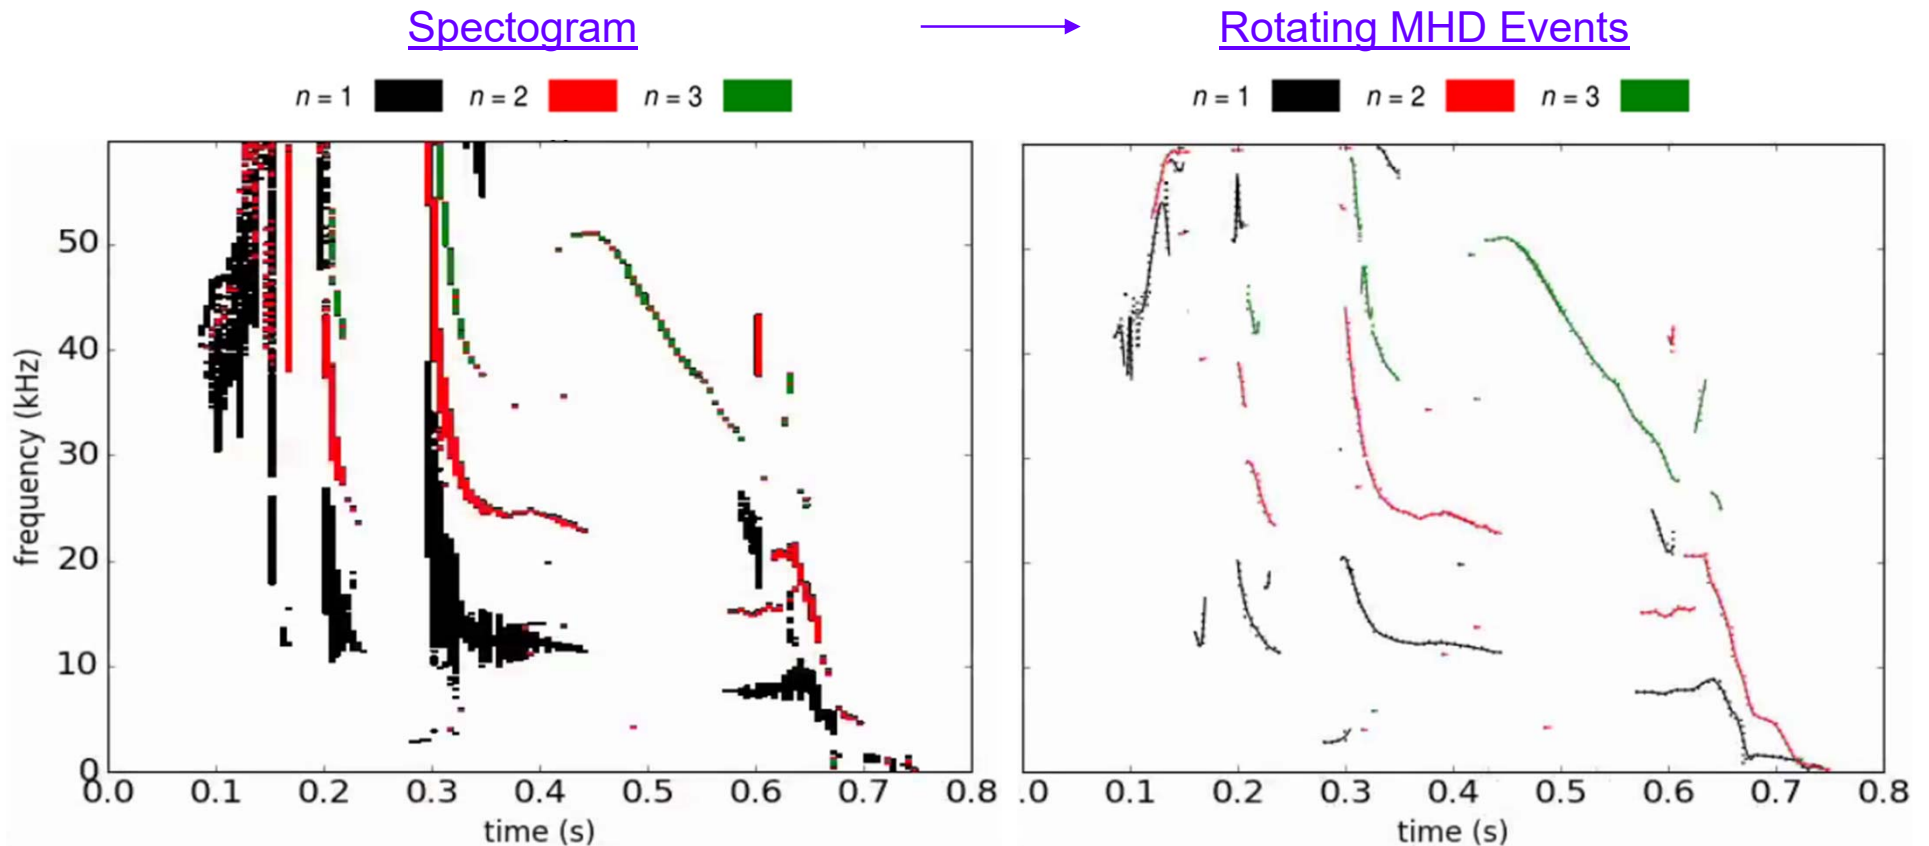 Spectogram
Rotating MHD Events
n = 1 n = 2 n = 3
n = 1 n = 2 n = 3
50
40
30
20
10
0
frequency (kHz)
0.0 0.1 0.2 0.3 0.4 0.5 0.6 0.7 0.8
time (s)
.0 0.1 0.2 0.3 0.4 0.5 0.6 0.7 0.8
time (s)